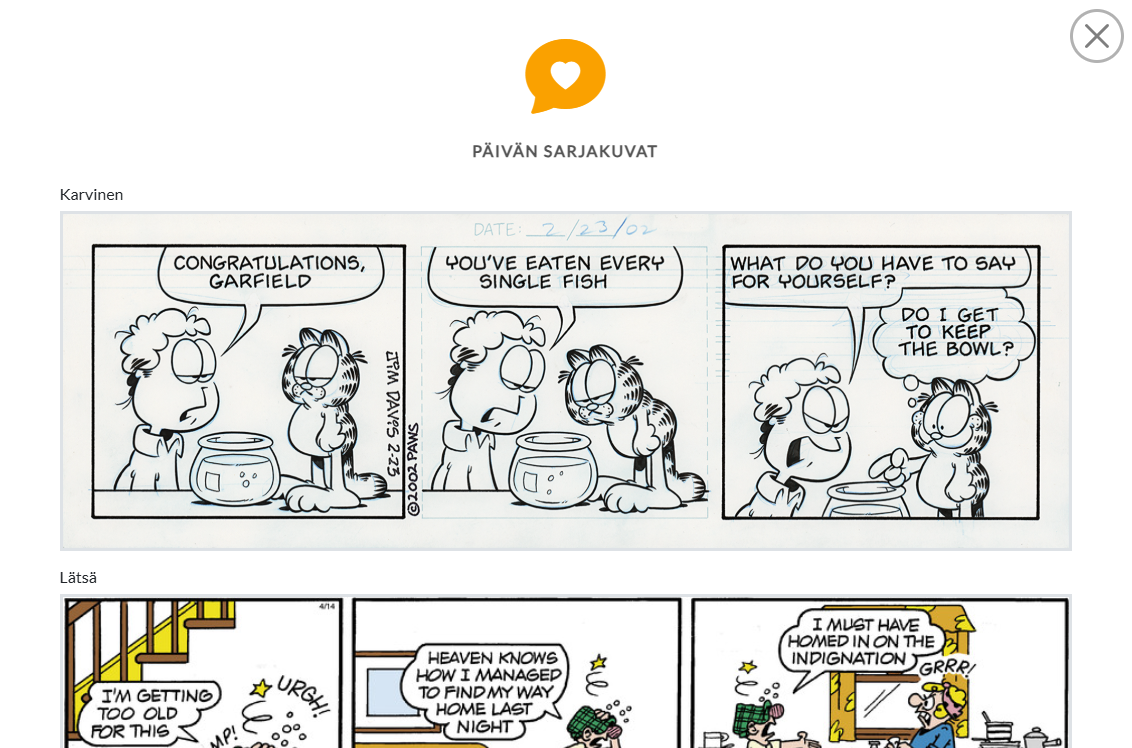 PÄIVÄN SARJAKUVAT
Karvinen
DATE: 2/23/02
CONGRATULATIONS,
GARFIELD
JIM DAVIS 2-23
©2002 PAWS
YOU'VE EATEN EVERY
SINGLE FISH
WHAT DO YOU HAVE TO SAY
FOR YOURSELF?
DO I GET
TO KEEP
THE BOWL?
Lätsä
4/14
I'M GETTING
TOO OLD
FOR THIS
URGH!
HEAVEN KNOWS
HOW I MANAGED
TO FIND MY WAY
HOME LAST
NIGHT
I MUST HAVE
HOMED IN ON THE
INDIGNATION
GRRR!